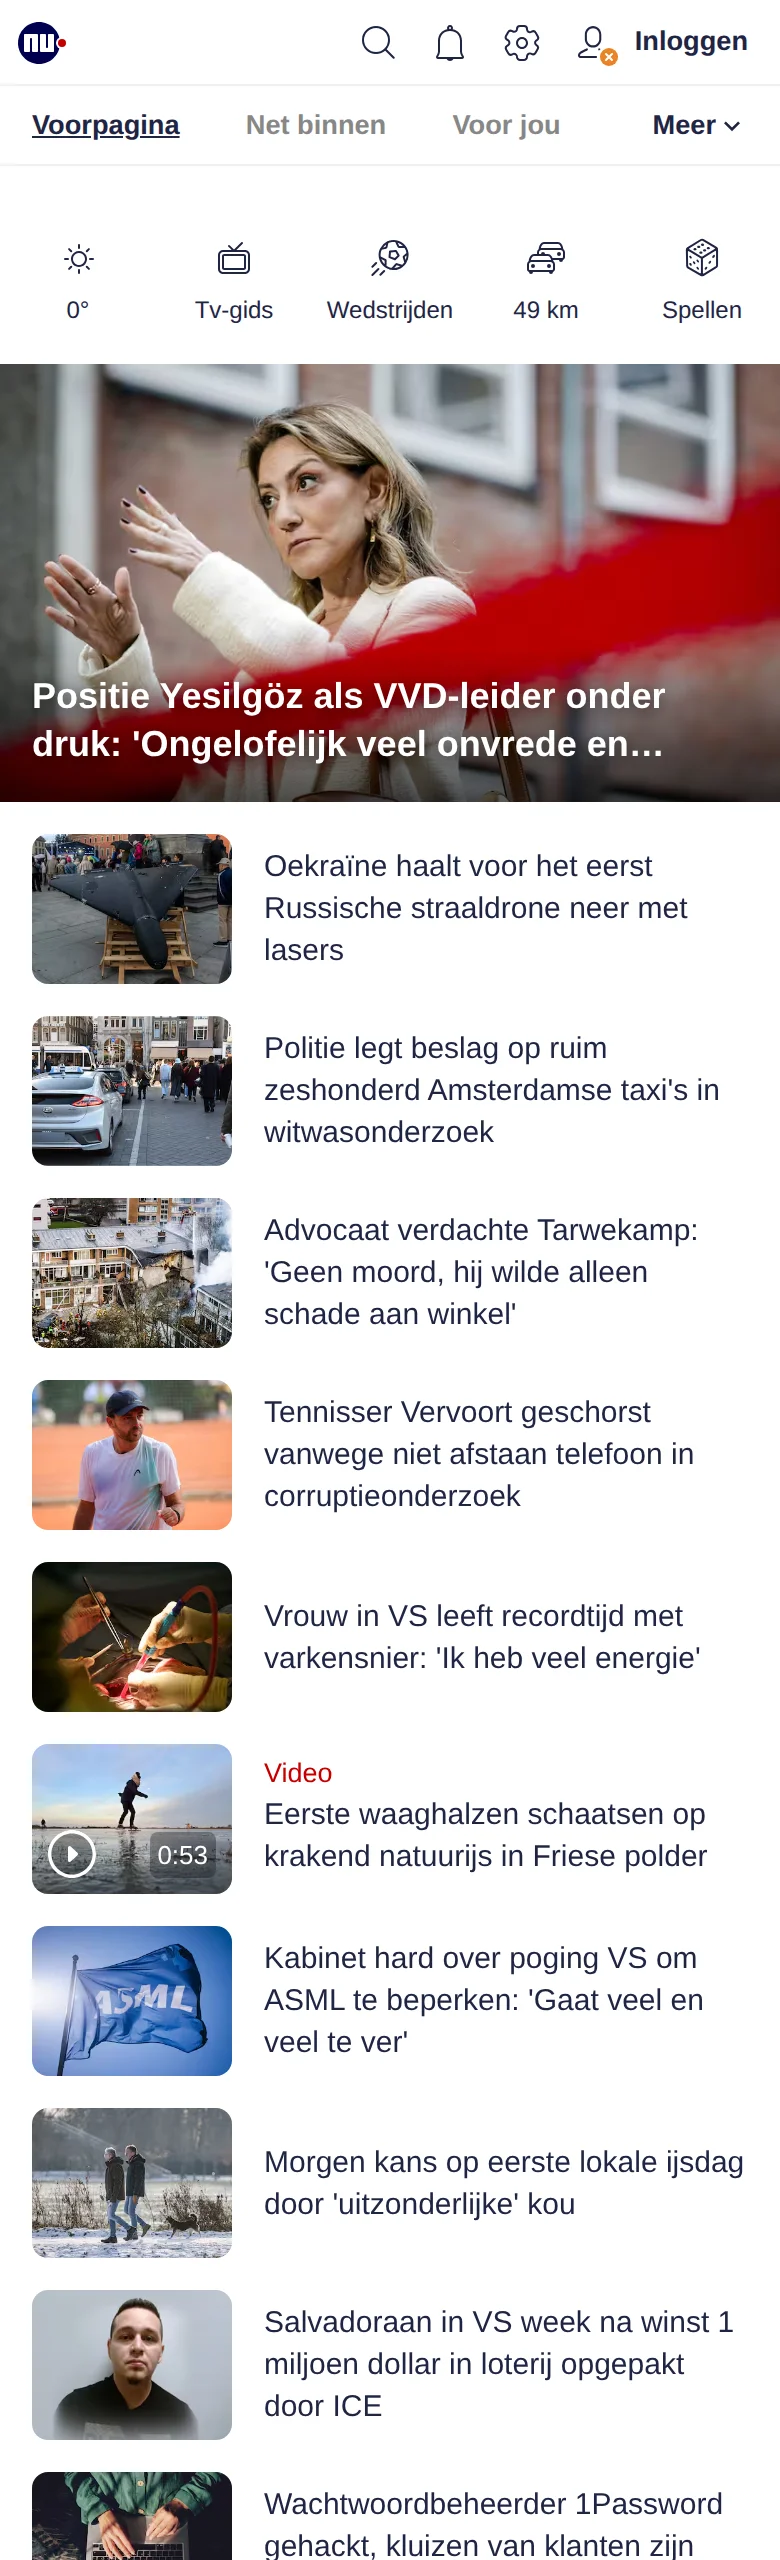 nu
Inloggen
Voorpagina
Net binnen
Voor jou
Meer
0°
Tv-gids
Wedstrijden
49 km
Spellen
Positie Yesilgöz als VVD-leider onder
druk: 'Ongelofelijk veel onvrede en...
Oekraïne haalt voor het eerst
Russische straaldrone neer met
lasers
Politie legt beslag op ruim
zeshonderd Amsterdamse taxi's in
witwasonderzoek
Advocaat verdachte Tarwekamp:
'Geen moord, hij wilde alleen
schade aan winkel'
Tennisser Vervoort geschorst
vanwege niet afstaan telefoon in
corruptieonderzoek
Vrouw in VS leeft recordtijd met
varkensnier: 'Ik heb veel energie'
0:53
Video
Eerste waaghalzen schaatsen op
krakend natuurijs in Friese polder
ASML
Kabinet hard over poging VS om
ASML te beperken: 'Gaat veel en
veel te ver'
Morgen kans op eerste lokale ijsdag
door 'uitzonderlijke' kou
Salvadoraan in VS week na winst 1
miljoen dollar in loterij opgepakt
door ICE
Wachtwoordbeheerder 1Password
gehackt, kluizen van klanten zijn